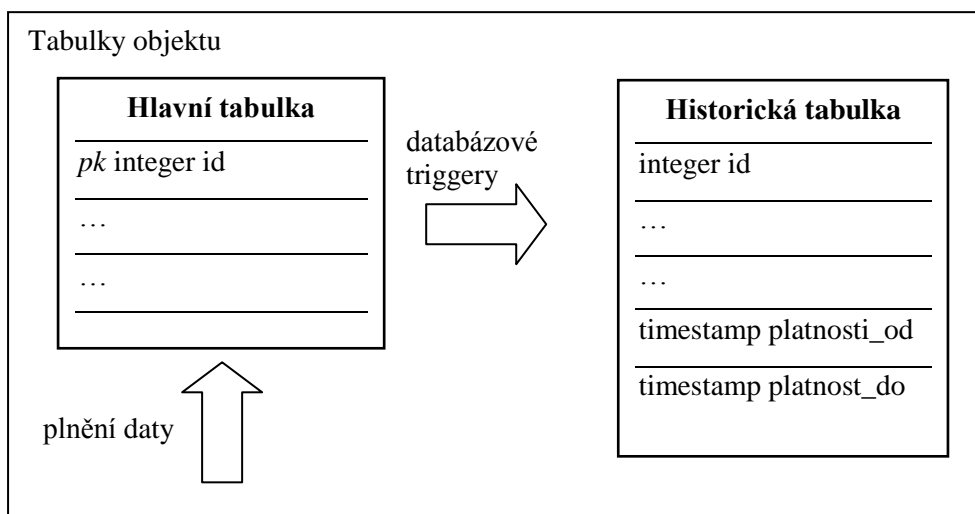 Tabulky objektu
Hlavní tabulka
pk integer id
…
…
databázové
triggery
Historická tabulka
integer id
…
…
timestamp platnosti_od
timestamp platnost_do
plnění daty